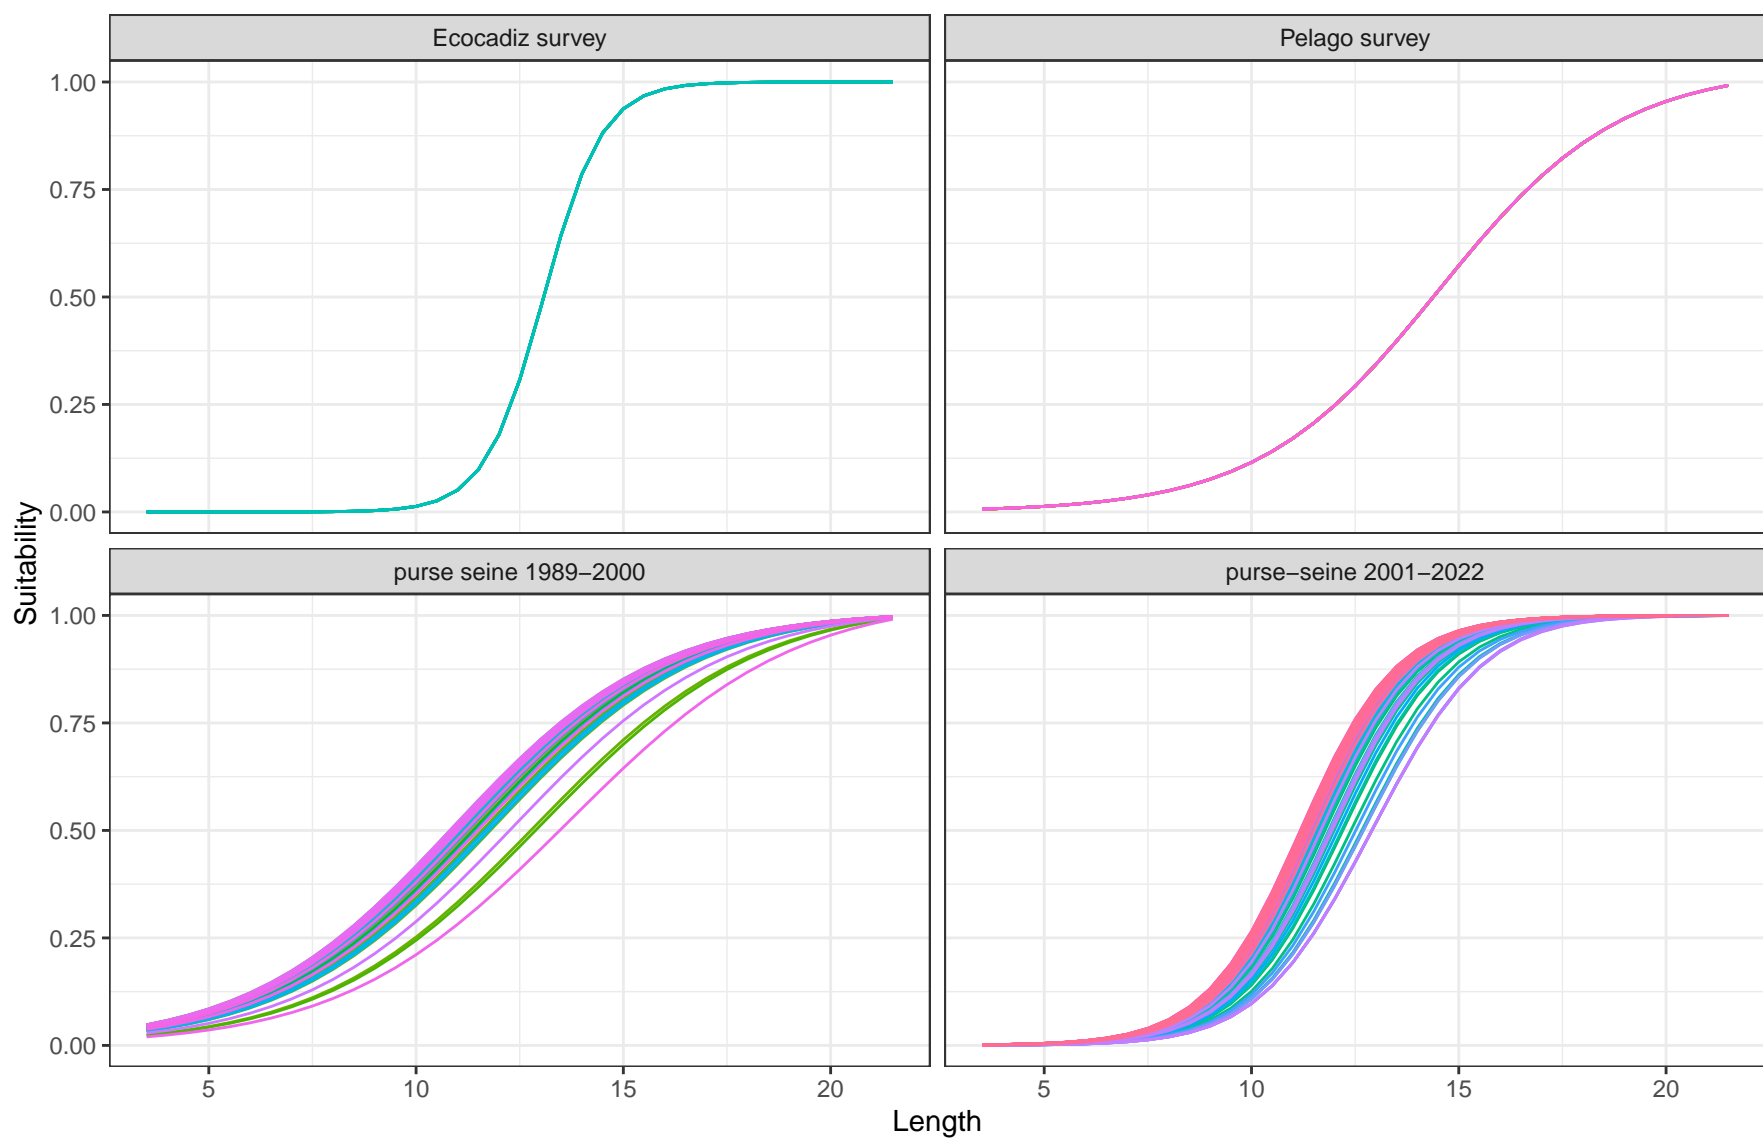 Ecocadiz survey
Pelago survey
1.00
0.75
0.50
0.25
0.00
purse seine 1989−2000
purse−seine 2001−2022
1.00
0.75
0.50
0.25
0.00
5 10 15 20
5 10 15 20
Length
Suitability